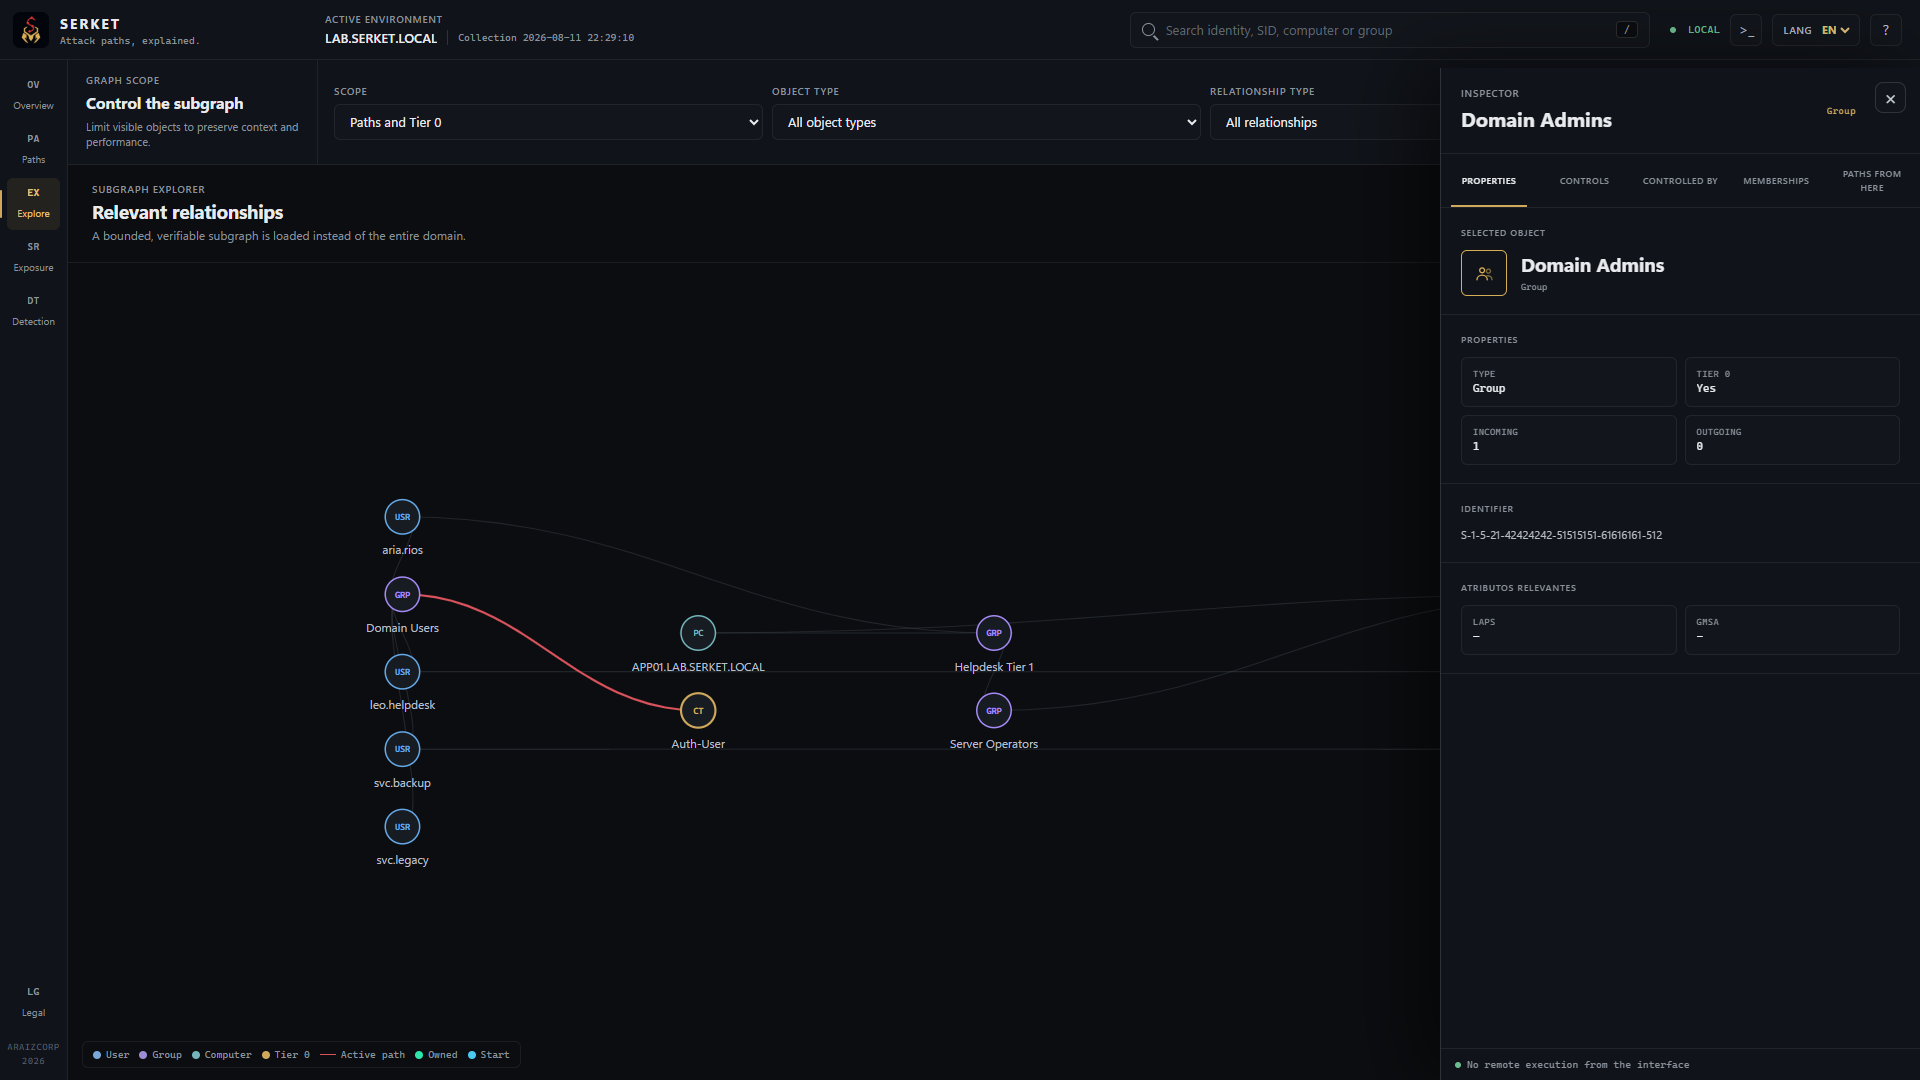 SERKET
Attack paths, explained.
ACTIVE ENVIRONMENT
LAB.SERKET.LOCAL
Collection 2026-08-11 22:29:10
Search identity, SID, computer or group
/
LOCAL
>_
LANG EN
?
OV
Overview
PA
Paths
EX
Explore
SR
Exposure
DT
Detection
LG
Legal
ARAIZCORP
2026
GRAPH SCOPE
Control the subgraph
Limit visible objects to preserve context and
performance.
SCOPE
Paths and Tier 0
OBJECT TYPE
All object types
RELATIONSHIP TYPE
All relationships
SUBGRAPH EXPLORER
Relevant relationships
A bounded, verifiable subgraph is loaded instead of the entire domain.
USR
aria.rios
GRP
Domain Users
USR
leo.helpdesk
USR
svc.backup
USR
svc.legacy
PC
APP01.LAB.SERKET.LOCAL
CT
Auth-User
GRP
Helpdesk Tier 1
GRP
Server Operators
User
Group
Computer
Tier 0
Active path
Owned
Start
INSPECTOR
Domain Admins
Group
×
PROPERTIES
CONTROLS
CONTROLLED BY
MEMBERSHIPS
PATHS FROM
HERE
SELECTED OBJECT
Domain Admins
Group
PROPERTIES
TYPE
Group
TIER 0
Yes
INCOMING
1
OUTGOING
0
IDENTIFIER
S-1-5-21-42424242-51515151-61616161-512
ATRIBUTOS RELEVANTES
LAPS
—
GMSA
—
No remote execution from the interface